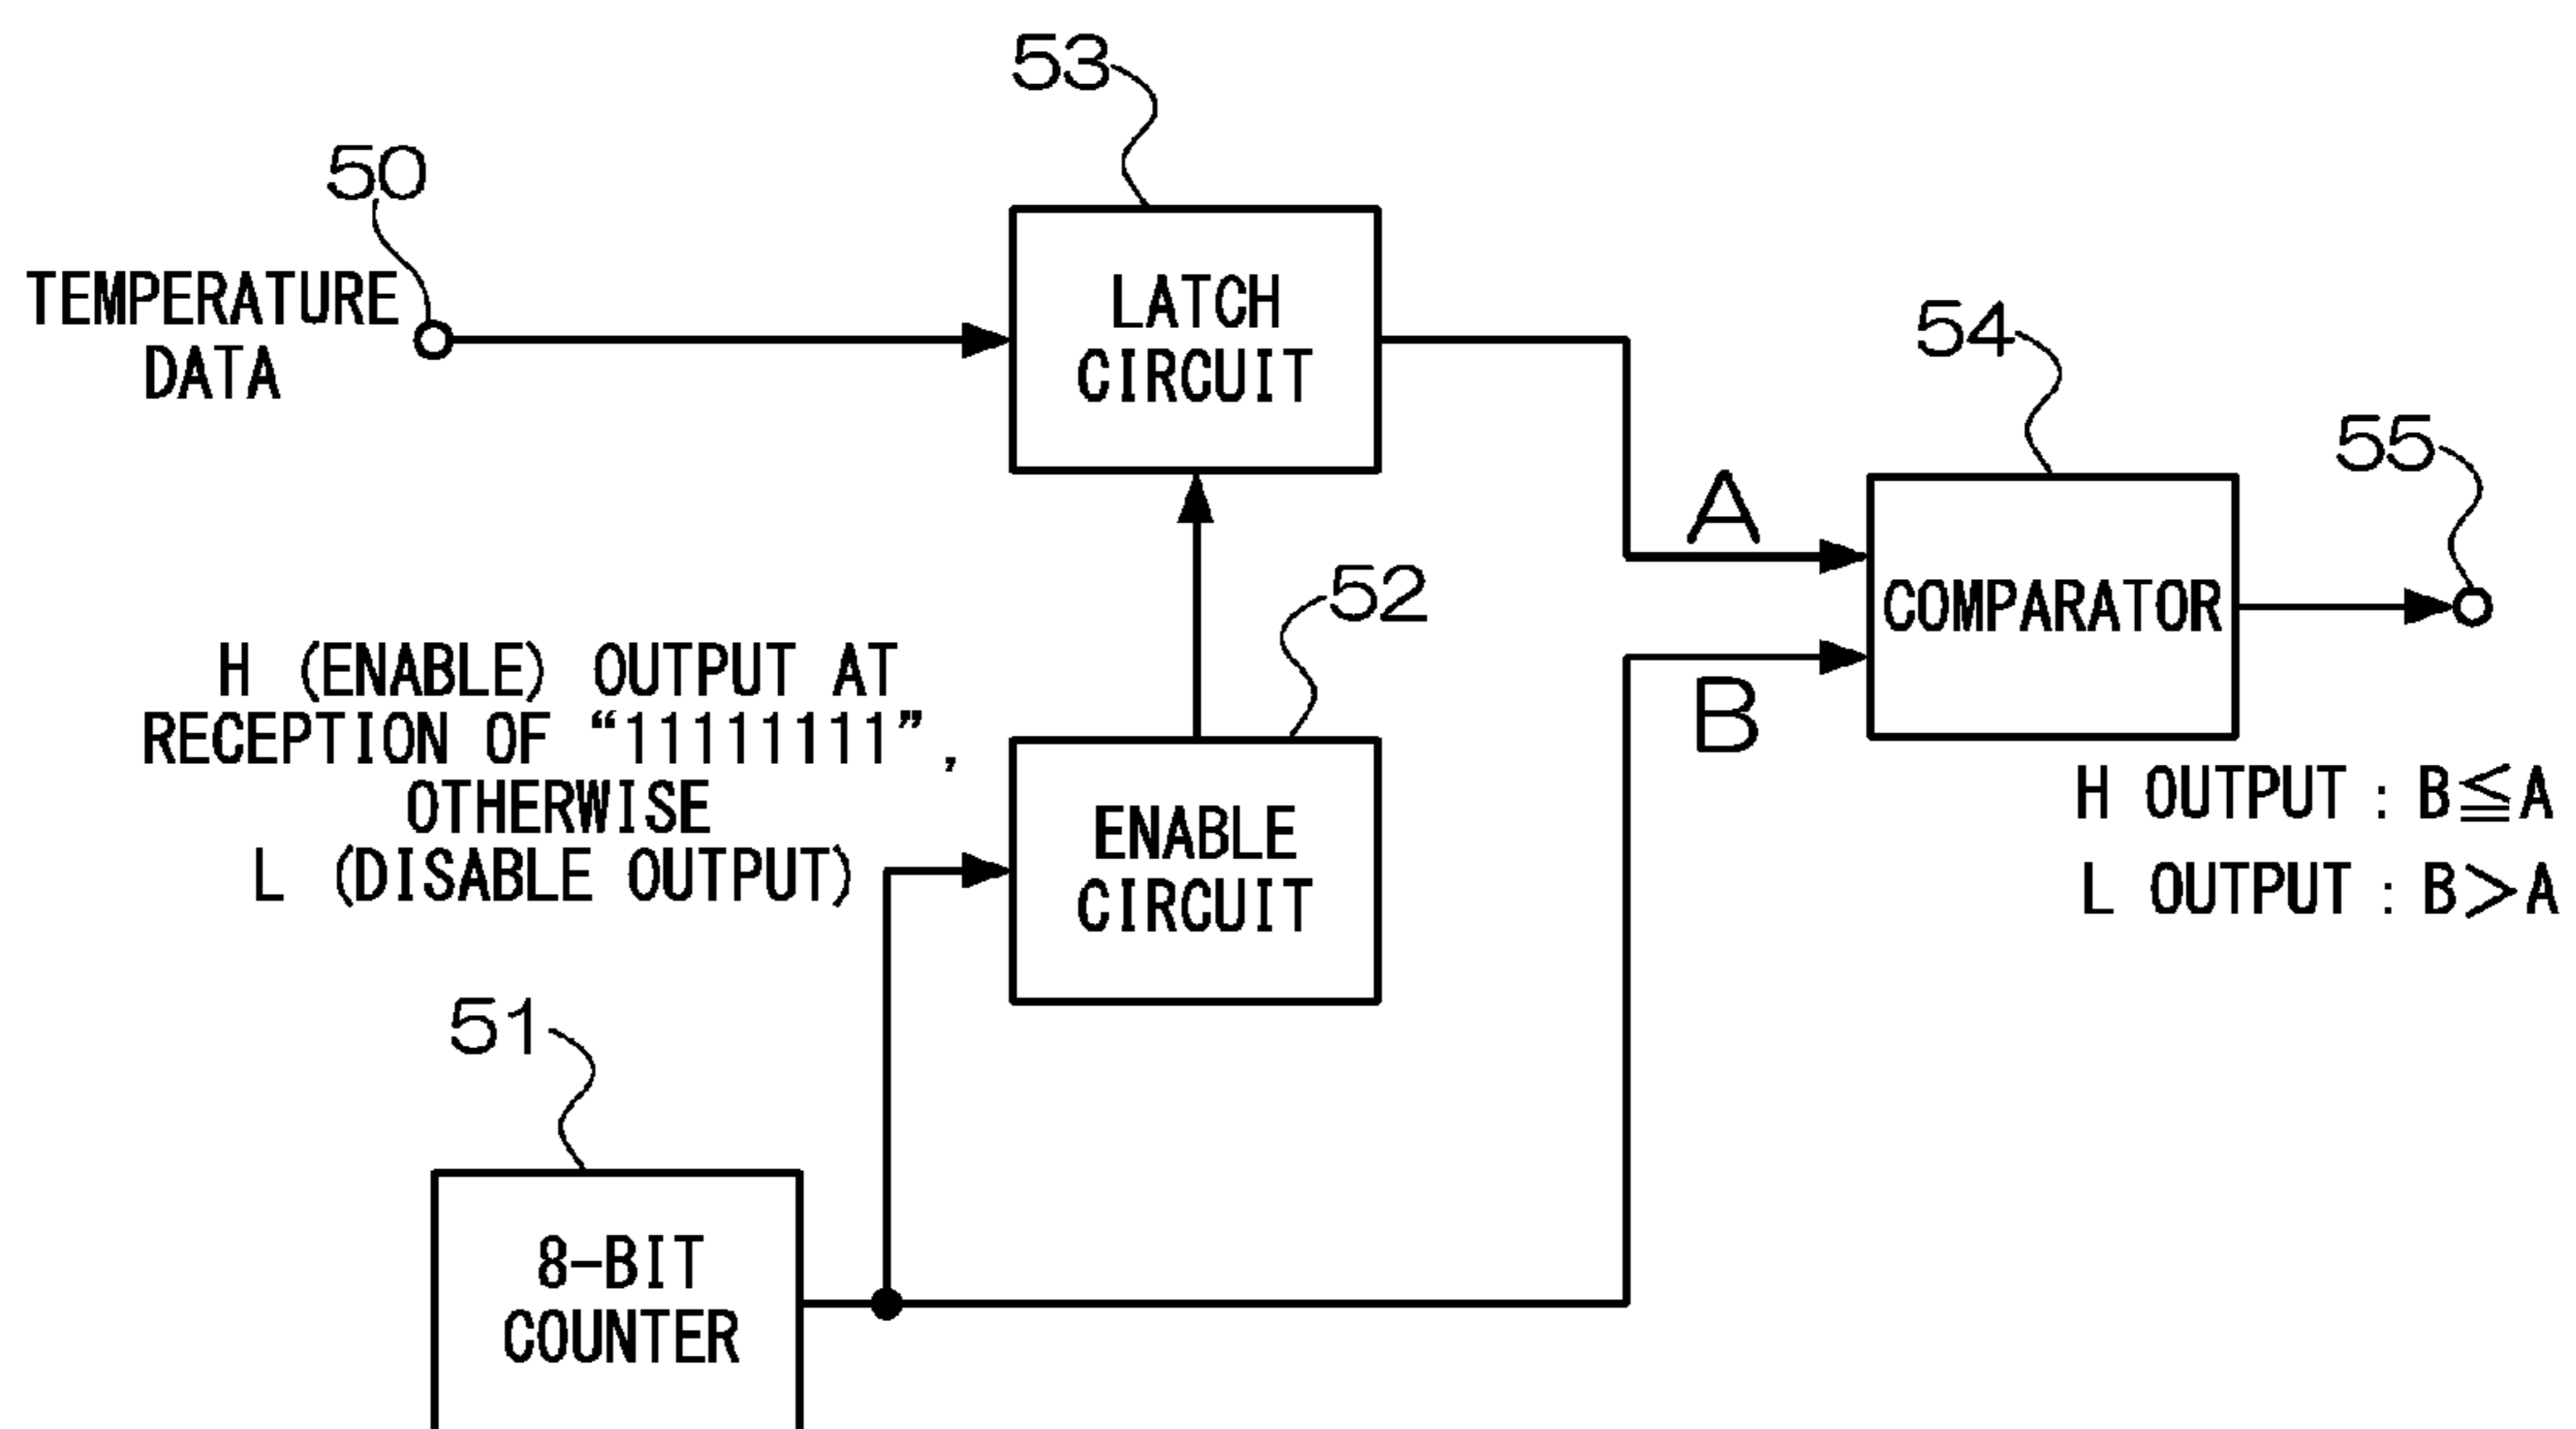 53
50
TEMPERATURE
DATA
LATCH
CIRCUIT
54
55
A
COMPARATOR
52
B
H (ENABLE) OUTPUT AT
RECEPTION OF “11111111”,
OTHERWISE
L (DISABLE OUTPUT)
ENABLE
CIRCUIT
H OUTPUT : B≦A
L OUTPUT : B>A
51
8-BIT
COUNTER